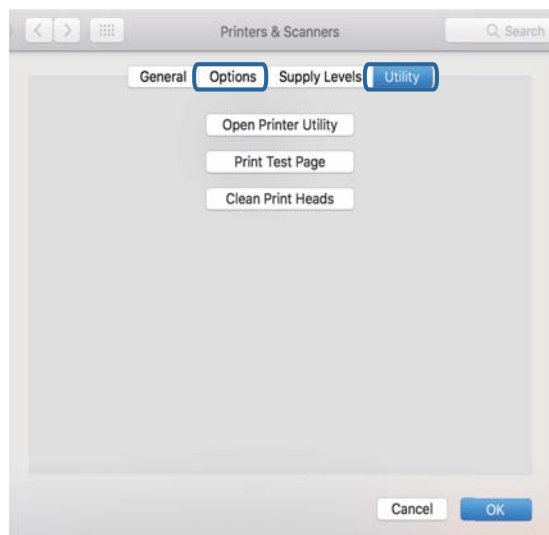 Printers & Scanners
Search
General Options Supply Levels Utility
Open Printer Utility
Print Test Page
Clean Print Heads
Cancel OK